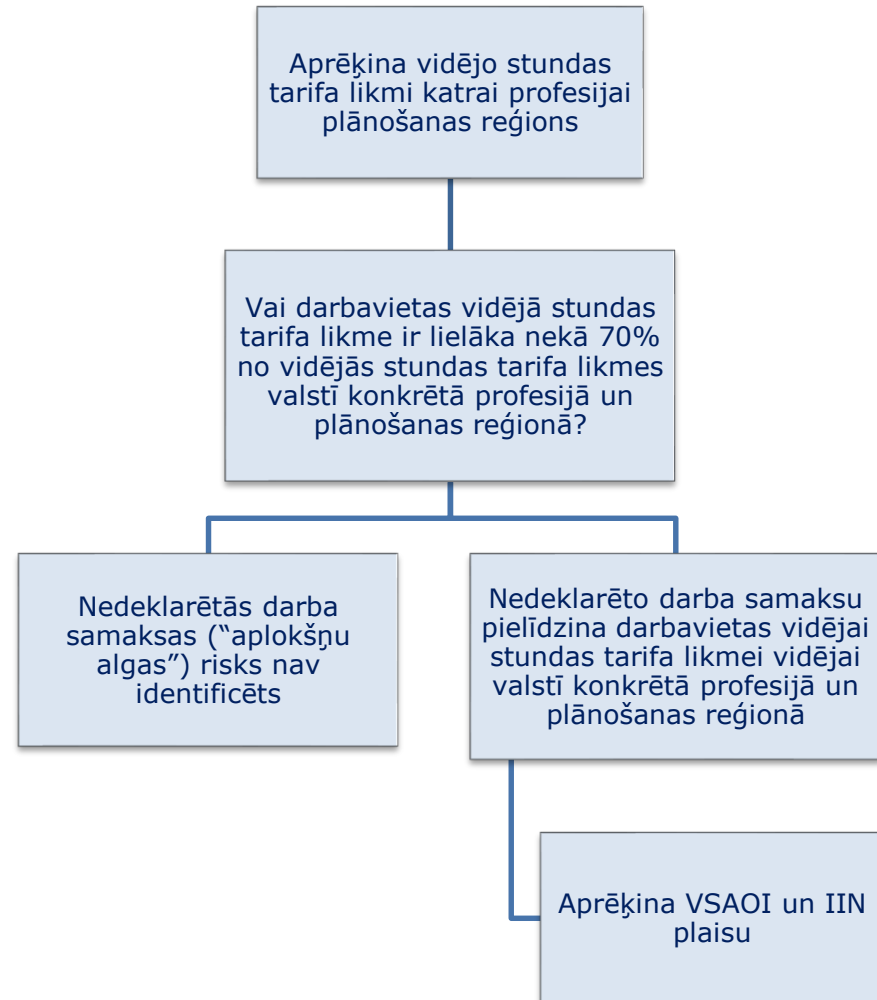 Aprēķina vidējo stundas
tarifa likmi katrai profesijai
plānošanas reģions
Vai darbavietas vidējā stundas
tarifa likme ir lielāka nekā 70%
no vidējās stundas tarifa likmes
valstī konkrētā profesijā un
plānošanas reģionā?
Nedeklarētās darba
samaksas (“aplokšņu
algas”) risks nav
identificēts
Nedeklarēto darba samaksu
pielīdzina darbavietas vidējai
stundas tarifa likmei vidējai
valstī konkrētā profesijā un
plānošanas reģionā
Aprēķina VSAOI un IIN
plaisu